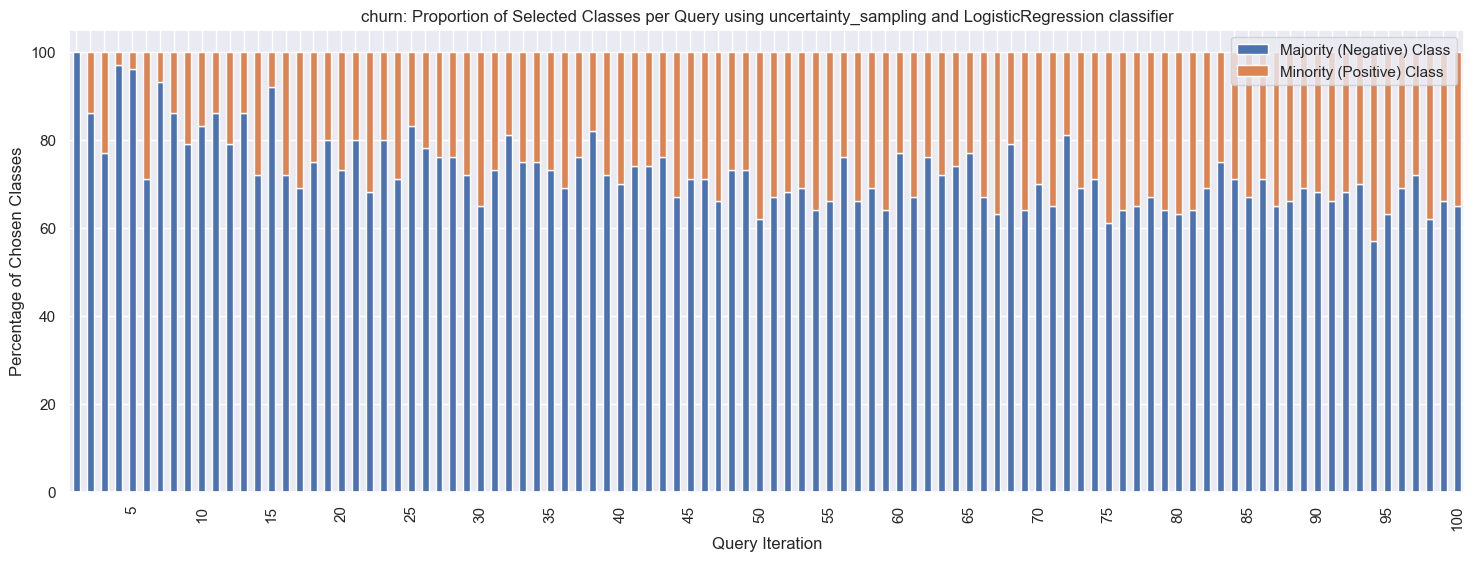 churn: Proportion of Selected Classes per Query using uncertainty_sampling and LogisticRegression classifier
Majority (Negative) Class
Minority (Positive) Class
Percentage of Chosen Classes
100
80
60
40
20
0
5 10 15 20 25 30 35 40 45 50 55 60 65 70 75 80 85 90 95 100
Query Iteration